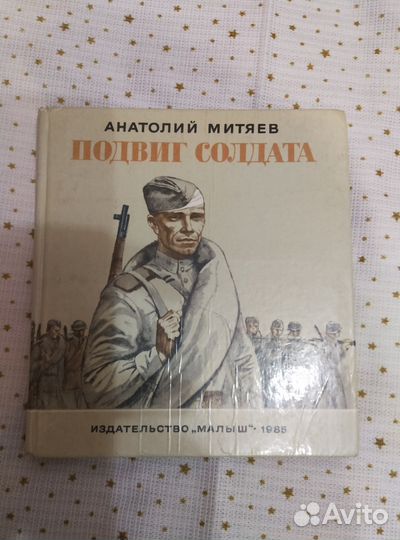 АНАТОЛИЙ МИТЯЕВ
ПОДВИГ СОЛДАТА
ИЗДАТЕЛЬСТВО „МАЛЫШ“ · 1985
Avito